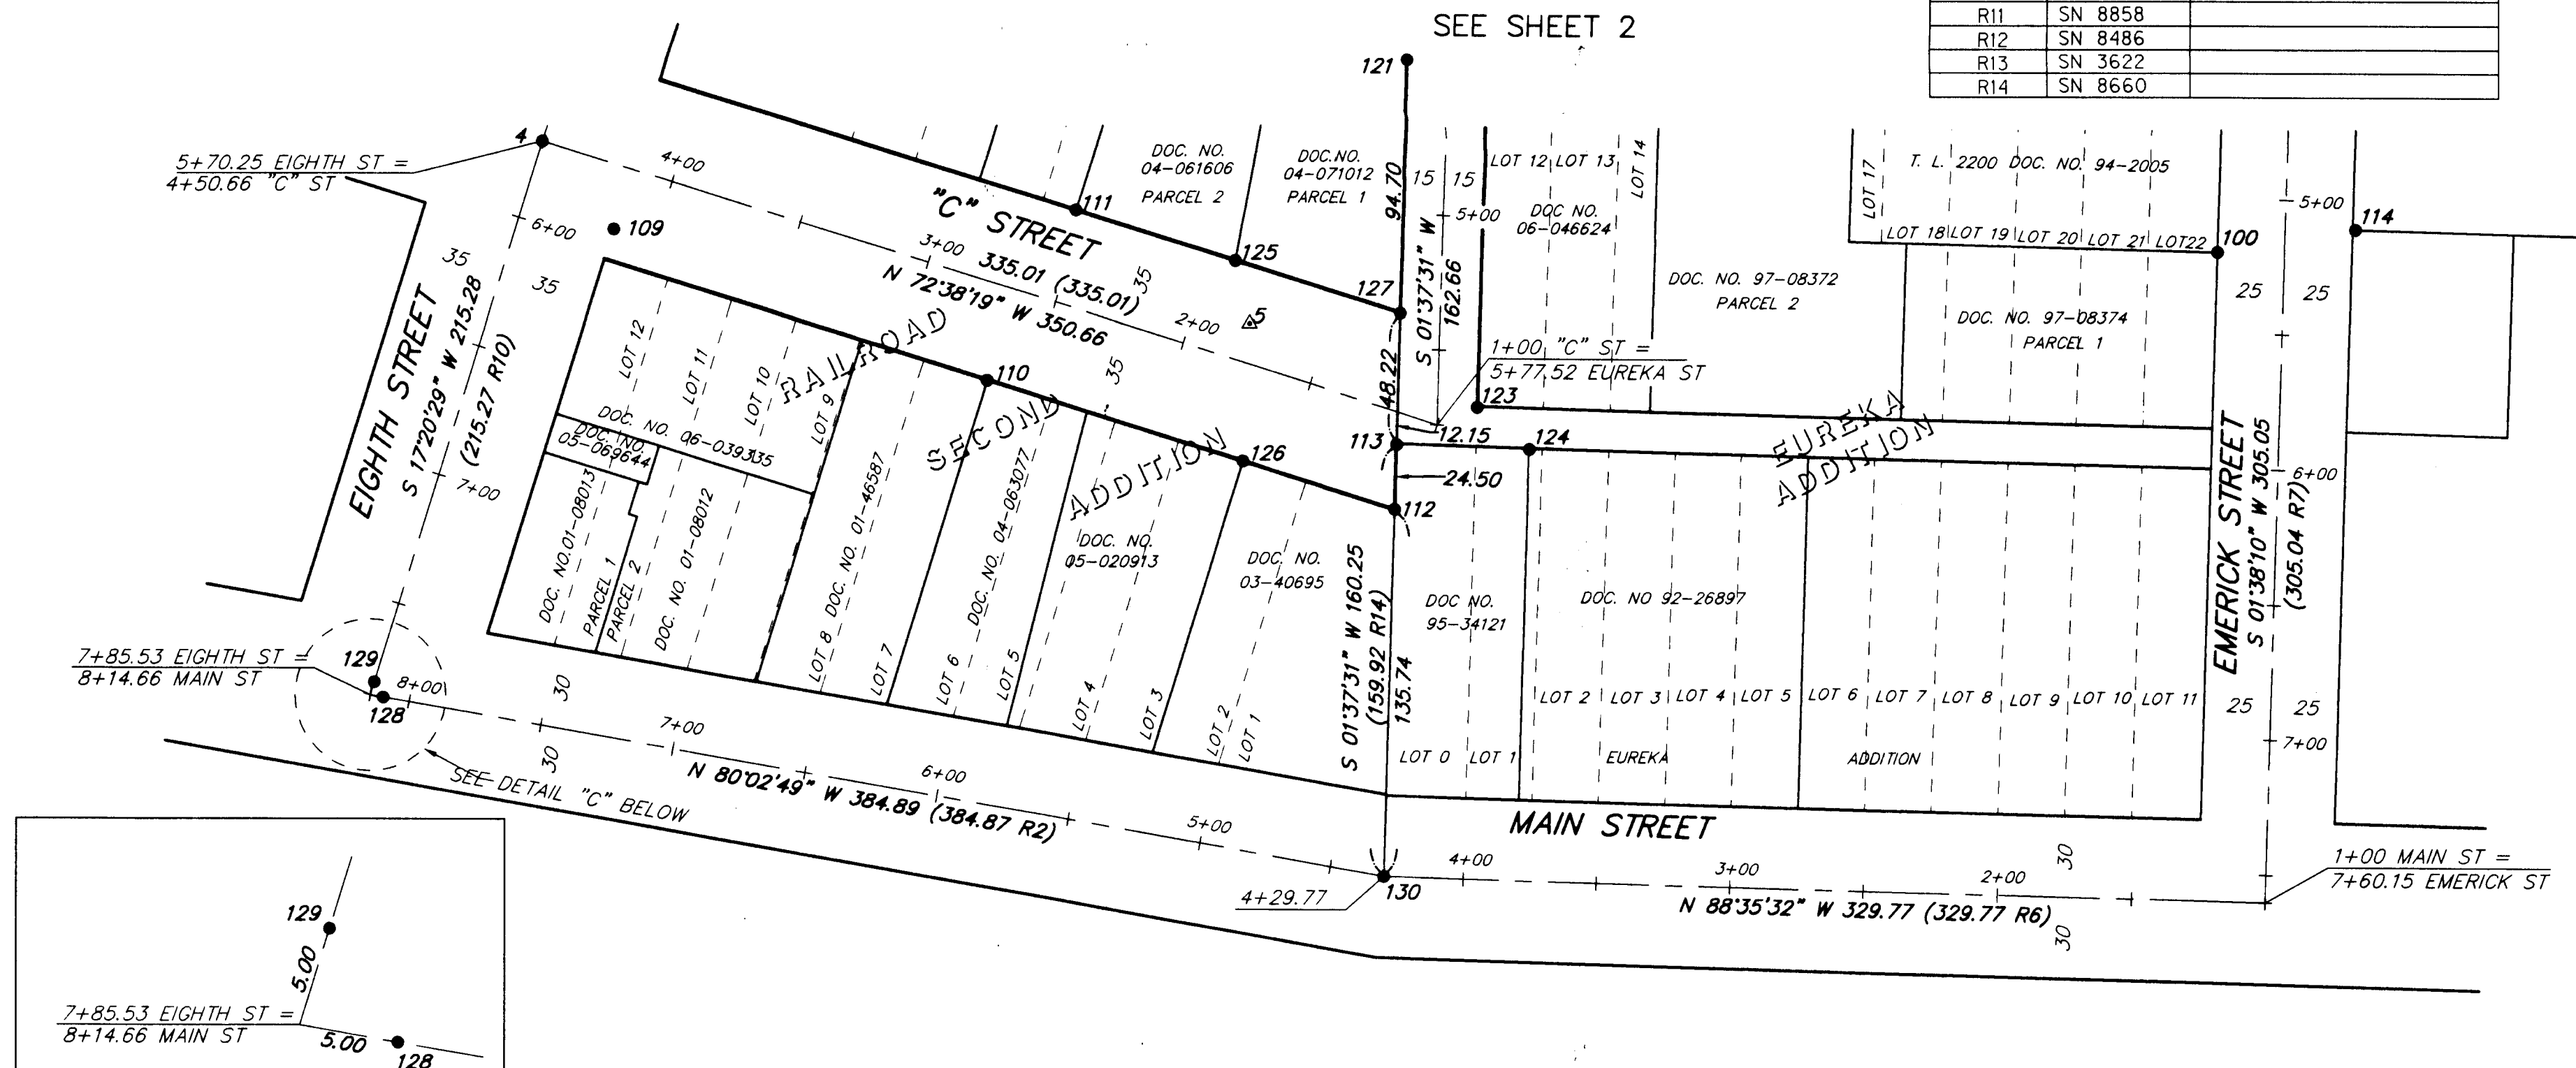 SEE SHEET 2
R11 SN 8858
R12 SN 8486
R13 SN 3622
R14 SN 8660
121
4
5+70.25 EIGHTH ST =
4+50.66 "C" ST
4+00
111
"C" STREET
DOC. NO.
04-061606
PARCEL 2
DOC.NO.
04-071012
PARCEL 1
94.70
15
15
S 01°37'31" W
162.66
5+00
LOT 12
LOT 13
LOT 14
DOC NO.
06-046624
LOT 17
T. L. 2200 DOC. NO. 94-2005
LOT 18
LOT 19
LOT 20
LOT 21
LOT22
100
5+00
114
6+00
109
35
35
EIGHTH STREET
S 17°20'29" W 215.28
(215.27 R10)
7+00
3+00
335.01 (335.01)
N 72°38'19" W 350.66
35
125
127
2+00
5
DOC. NO. 97-08372
PARCEL 2
DOC. NO. 97-08374
PARCEL 1
25
25
1+00 "C" ST =
5+77.52 EUREKA ST
48.22
123
LOT 12
LOT 11
LOT 10
LOT 9
RAILROAD
SECOND
ADDITION
110
35
126
113
12.15
124
24.50
112
EUREKA
ADDITION
EMERICK STREET
S 01°38'10" W 305.05
(305.04 R7)
6+00
DOC. NO. 06-039335
DOC. NO.
05-069644
DOC. NO.01-08013
PARCEL 1
PARCEL 2
DOC. NO. 01-08012
LOT 8
DOC. NO. 01-46587
LOT 7
LOT 6
DOC. NO. 04-063077
LOT 5
DOC. NO.
05-020913
LOT 4
LOT 3
DOC. NO.
03-40695
LOT 2
LOT 1
S 01°37'31" W 160.25
(159.92 R14)
135.74
DOC NO.
95-34121
DOC. NO 92-26897
LOT 0
LOT 1
LOT 2
LOT 3
LOT 4
LOT 5
LOT 6
LOT 7
LOT 8
LOT 9
LOT 10
LOT 11
EUREKA
ADDITION
25
25
7+00
7+85.53 EIGHTH ST =
8+14.66 MAIN ST
129
8+00
128
30
30
7+00
6+00
N 80°02'49" W 384.89 (384.87 R2)
5+00
SEE DETAIL "C" BELOW
MAIN STREET
4+29.77
130
4+00
3+00
2+00
30
30
N 88°35'32" W 329.77 (329.77 R6)
1+00 MAIN ST =
7+60.15 EMERICK ST
129
5.00
7+85.53 EIGHTH ST =
8+14.66 MAIN ST
5.00
128